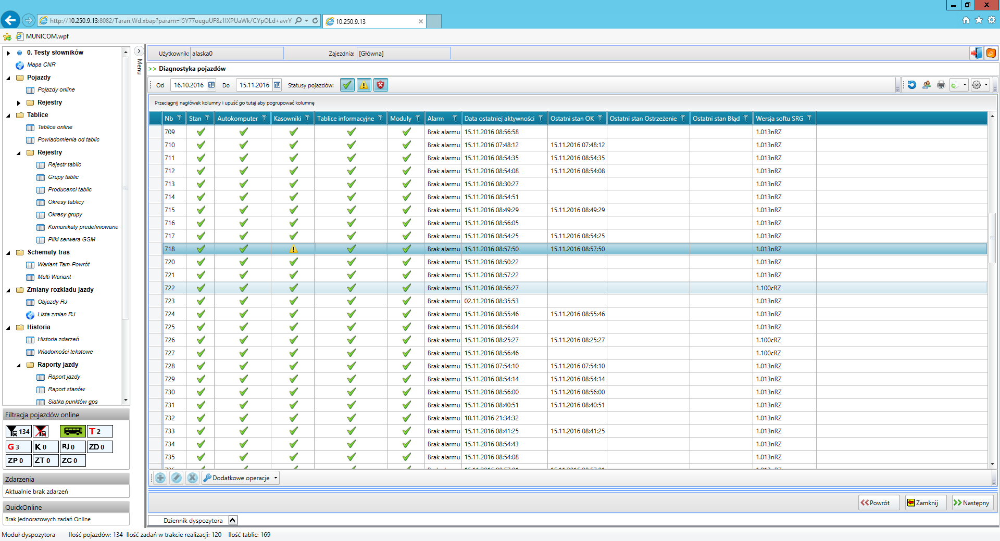 http://10.250.9.13:8082/Taran.Wd.xbap?param=I5Y77oeguUF8z1IXPUaWk/CYpOLd+avrY
10.250.9.13
MUNICOM.wpf
0. Testy słowników
Mapa CNR
Pojazdy
Pojazdy online
Rejestry
Tablice
Tablice online
Powiadomienia od tablic
Rejestry
Rejestr tablic
Grupy tablic
Producenci tablic
Okresy tablicy
Okresy grupy
Komunikaty predefiniowane
Pliki serwera GSM
Schematy tras
Wariant Tam-Powrót
Multi Wariant
Zmiany rozkładu jazdy
Objazdy RJ
Lista zmian RJ
Historia
Historia zdarzeń
Wiadomości tekstowe
Raporty jazdy
Raport jazdy
Raport stanów
Siatka punktów gps
Menu
Filtracja pojazdów online
134
T 2
G 3 K 0 RJ 0 ZD 0
ZP 0 ZT 0 ZC 0
Zdarzenia
Aktualnie brak zdarzeń
QuickOnline
Brak jednorazowych zadań Online
Użytkownik: alaska0 Zajezdnia: [Główna]
>> Diagnostyka pojazdów
Od 16.10.2016 Do 15.11.2016 Statusy pojazdów:
Przeciągnij nagłówek kolumny i upuść go tutaj aby pogrupować kolumnę
Nb Stan Autokomputer Kasowniki Tablice informacyjne Moduły Alarm Data ostatniej aktywności Ostatni stan OK Ostatni stan Ostrzeżenie Ostatni stan Błąd Wersja softu SRG
709 Brak alarmu 15.11.2016 08:56:58 1.013nRZ
710 Brak alarmu 15.11.2016 07:48:12 15.11.2016 07:48:12 1.013nRZ
711 Brak alarmu 15.11.2016 08:54:35 15.11.2016 08:54:35 1.013nRZ
712 Brak alarmu 15.11.2016 08:54:08 15.11.2016 08:54:08 1.013nRZ
713 Brak alarmu 15.11.2016 08:30:27 1.013nRZ
714 Brak alarmu 15.11.2016 08:54:51 1.013nRZ
715 Brak alarmu 15.11.2016 08:49:29 15.11.2016 08:49:29 1.013nRZ
716 Brak alarmu 15.11.2016 08:56:05 1.013nRZ
717 Brak alarmu 15.11.2016 08:54:25 15.11.2016 08:54:25 1.013nRZ
718 Brak alarmu 15.11.2016 08:57:50 15.11.2016 08:57:50 1.013nRZ
720 Brak alarmu 15.11.2016 08:50:22 1.013nRZ
721 Brak alarmu 15.11.2016 08:57:22 1.013nRZ
722 Brak alarmu 15.11.2016 08:56:27 1.100cRZ
723 Brak alarmu 02.11.2016 08:35:53 1.013nRZ
724 Brak alarmu 15.11.2016 08:55:46 15.11.2016 08:55:46 1.013nRZ
725 Brak alarmu 15.11.2016 08:56:04 1.013nRZ
726 Brak alarmu 15.11.2016 08:25:27 15.11.2016 08:25:27 1.100cRZ
727 Brak alarmu 15.11.2016 08:56:46 1.100cRZ
728 Brak alarmu 15.11.2016 07:54:10 15.11.2016 07:54:10 1.013nRZ
729 Brak alarmu 15.11.2016 08:54:14 15.11.2016 08:54:14 1.013nRZ
730 Brak alarmu 15.11.2016 08:56:00 15.11.2016 08:56:00 1.013nRZ
731 Brak alarmu 15.11.2016 08:40:51 15.11.2016 08:40:51 1.013nRZ
732 Brak alarmu 10.11.2016 21:34:32 1.013nRZ
733 Brak alarmu 15.11.2016 08:41:25 15.11.2016 08:41:25 1.013nRZ
734 Brak alarmu 15.11.2016 08:54:43 1.013nRZ
735 Brak alarmu 15.11.2016 08:54:08 1.013nRZ
Dodatkowe operacje
Powrót Zamknij Następny
Dziennik dyspozytora
Moduł dyspozytora Ilość pojazdów: 134 Ilość zadań w trakcie realizacji: 120 Ilość tablic: 169